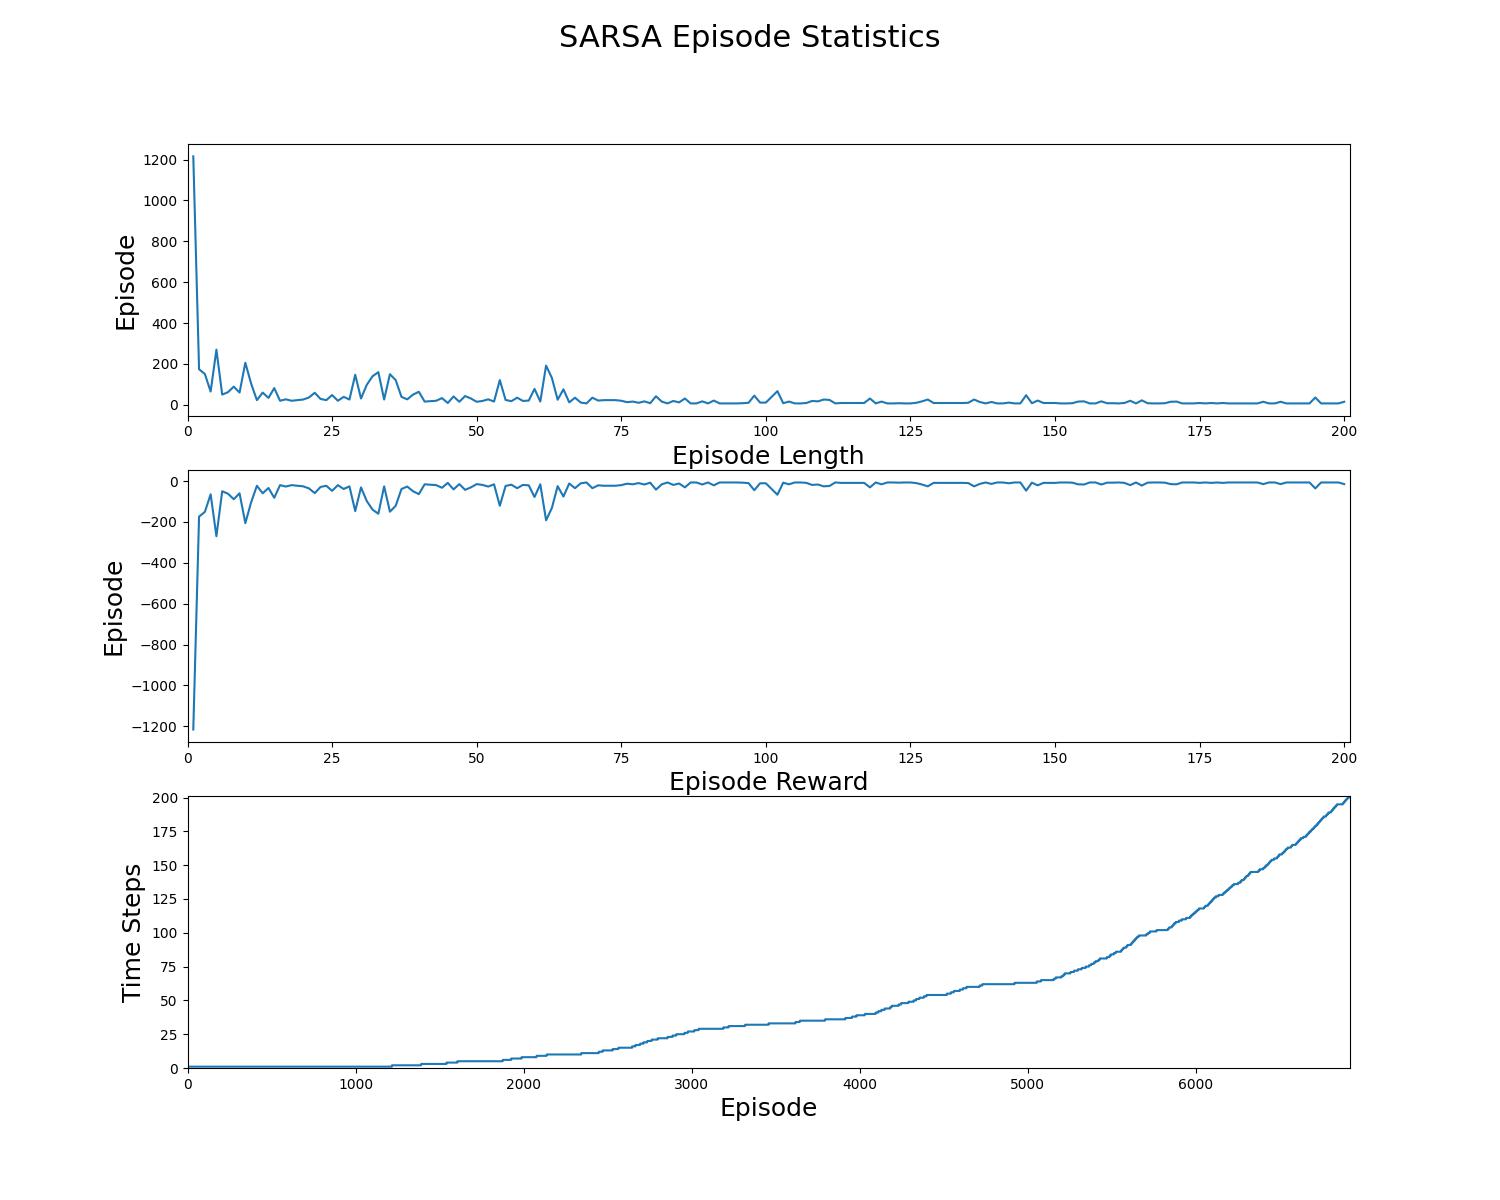 SARSA Episode Statistics
1200
1000
800
600
400
200
0
Episode
0 25 50 75 100 125 150 175 200
Episode Length
0
−200
−400
−600
−800
−1000
−1200
Episode
0 25 50 75 100 125 150 175 200
Episode Reward
200
175
150
125
100
75
50
25
0
Time Steps
0 1000 2000 3000 4000 5000 6000
Episode